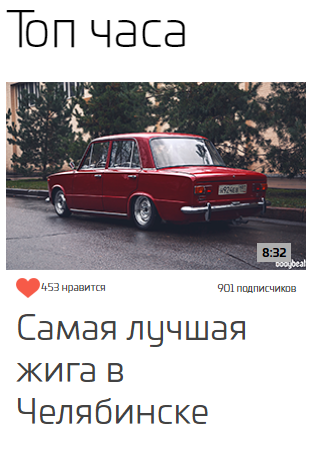 Топ часа
8:32
453 нравится
901 подписчиков
Самая лучшая
жига в
Челябинске